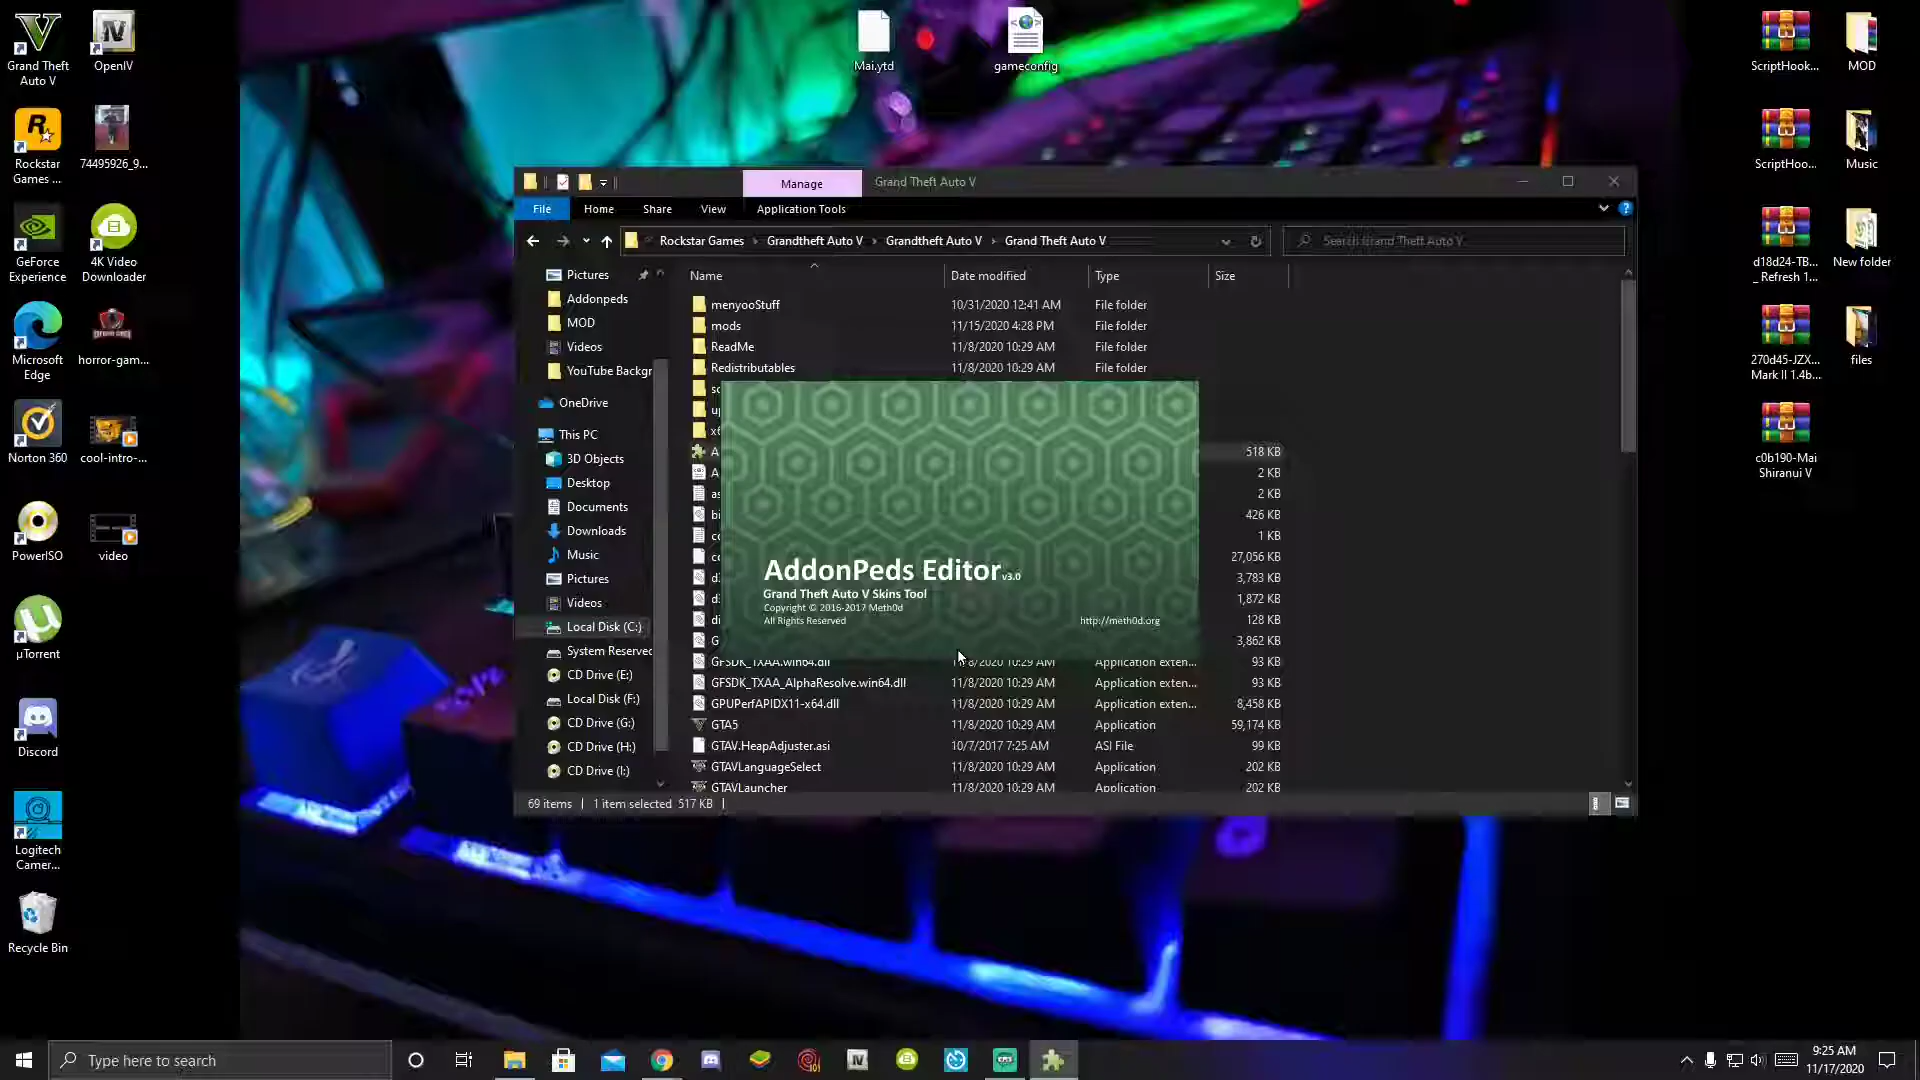 Grand Theft
Auto V
OpenIV
Rockstar
Games ...
74495926_9...
GeForce
Experience
4K Video
Downloader
Microsoft
Edge
horror-gam...
Norton 360
cool-intro-...
PowerISO
video
µTorrent
Discord
Logitech
Camer...
Recycle Bin
Mai.ytd
gameconfig
ScriptHook...
MOD
ScriptHoo...
Music
d18d24-TB...
_ Refresh 1...
New folder
270d45-JZX...
Mark II 1.4b...
files
c0b190-Mai
Shiranui V
Manage
Grand Theft Auto V
File
Home
Share
View
Application Tools
Rockstar Games
Grandtheft Auto V
Grandtheft Auto V
Grand Theft Auto V
Search Grand Theft Auto V
Pictures
Addonpeds
MOD
Videos
YouTube Backgr
OneDrive
This PC
3D Objects
Desktop
Documents
Downloads
Music
Pictures
Videos
Local Disk (C:)
System Reserved
CD Drive (E:)
Local Disk (F:)
CD Drive (G:)
CD Drive (H:)
CD Drive (I:)
Name Date modified Type Size
menyooStuff 10/31/2020 12:41 AM File folder
mods 11/15/2020 4:28 PM File folder
ReadMe 11/8/2020 10:29 AM File folder
Redistributables 11/8/2020 10:29 AM File folder
518 KB
2 KB
2 KB
426 KB
1 KB
27,056 KB
3,783 KB
1,872 KB
128 KB
3,862 KB
AddonPeds Editor v3.0
Grand Theft Auto V Skins Tool
Copyright © 2016-2017 Meth0d
All Rights Reserved
http://meth0d.org
GFSDK_TXAA.win64.dll 11/8/2020 10:29 AM Application exten... 93 KB
GFSDK_TXAA_AlphaResolve.win64.dll 11/8/2020 10:29 AM Application exten... 93 KB
GPUPerfAPIDX11-x64.dll 11/8/2020 10:29 AM Application exten... 8,458 KB
GTA5 11/8/2020 10:29 AM Application 59,174 KB
GTAV.HeapAdjuster.asi 10/7/2017 7:25 AM ASI File 99 KB
GTAVLanguageSelect 11/8/2020 10:29 AM Application 202 KB
GTAVLauncher 11/8/2020 10:29 AM Application 202 KB
69 items 1 item selected 517 KB
Type here to search
9:25 AM
11/17/2020